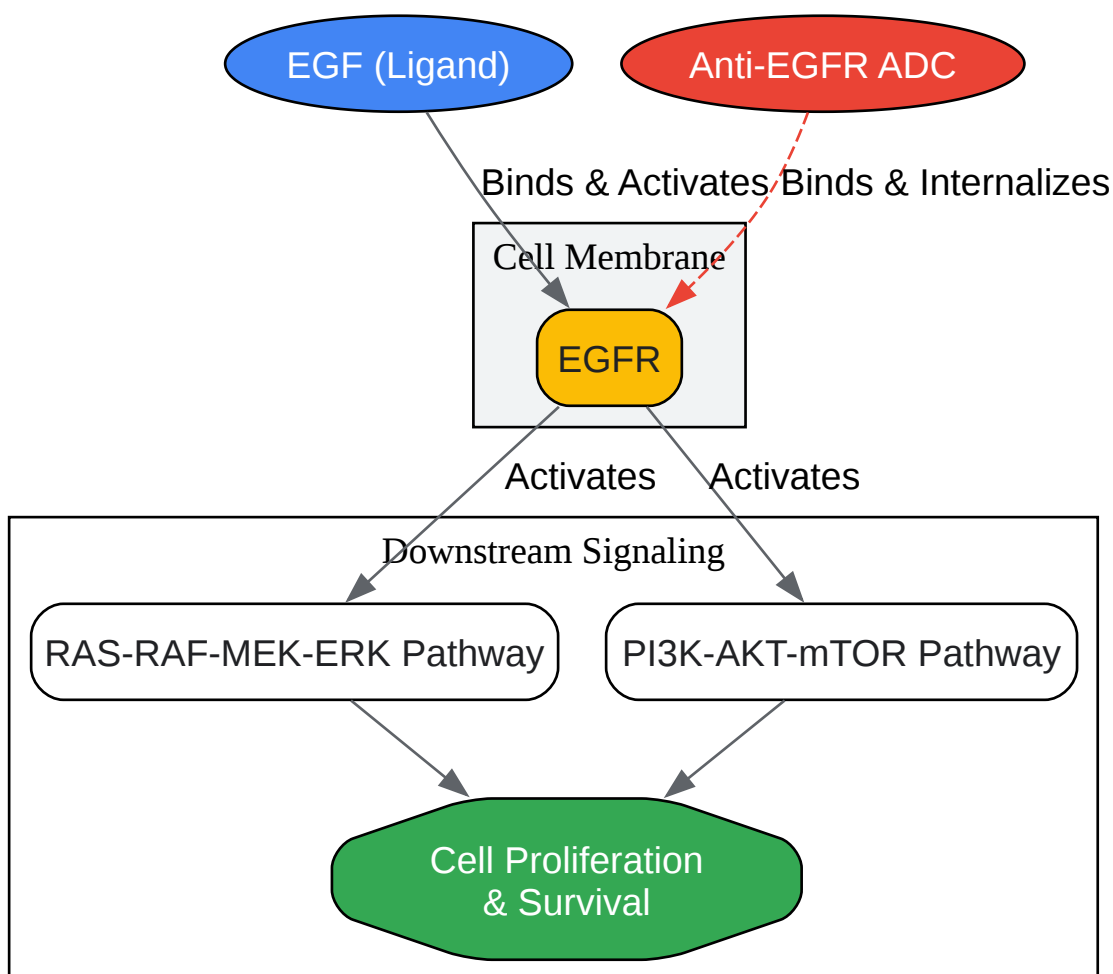 EGF (Ligand)
Anti-EGFR ADC
Binds & Activates
Binds & Internalizes
Cell Membrane
EGFR
Activates
Activates
Downstream Signaling
RAS-RAF-MEK-ERK Pathway
PI3K-AKT-mTOR Pathway
Cell Proliferation
& Survival